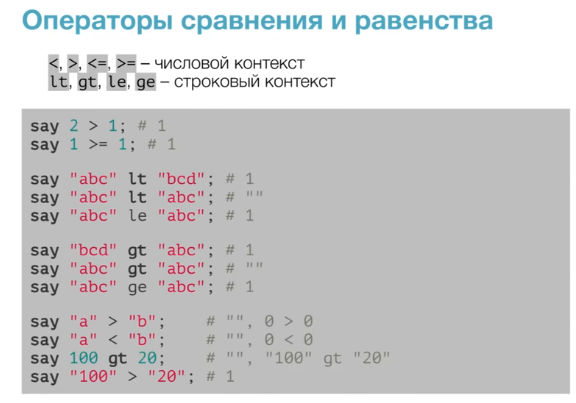 Операторы сравнения и равенства
<, >, <=, >= – числовой контекст
lt, gt, le, ge – строковый контекст
say 2 > 1; # 1
say 1 >= 1; # 1
say "abc" lt "bcd"; # 1
say "abc" lt "abc"; # ""
say "abc" le "abc"; # 1
say "bcd" gt "abc"; # 1
say "abc" gt "abc"; # ""
say "abc" ge "abc"; # 1
say "a" > "b";    # "", 0 > 0
say "a" < "b";    # "", 0 < 0
say 100 gt 20;    # "", "100" gt "20"
say "100" > "20"; # 1